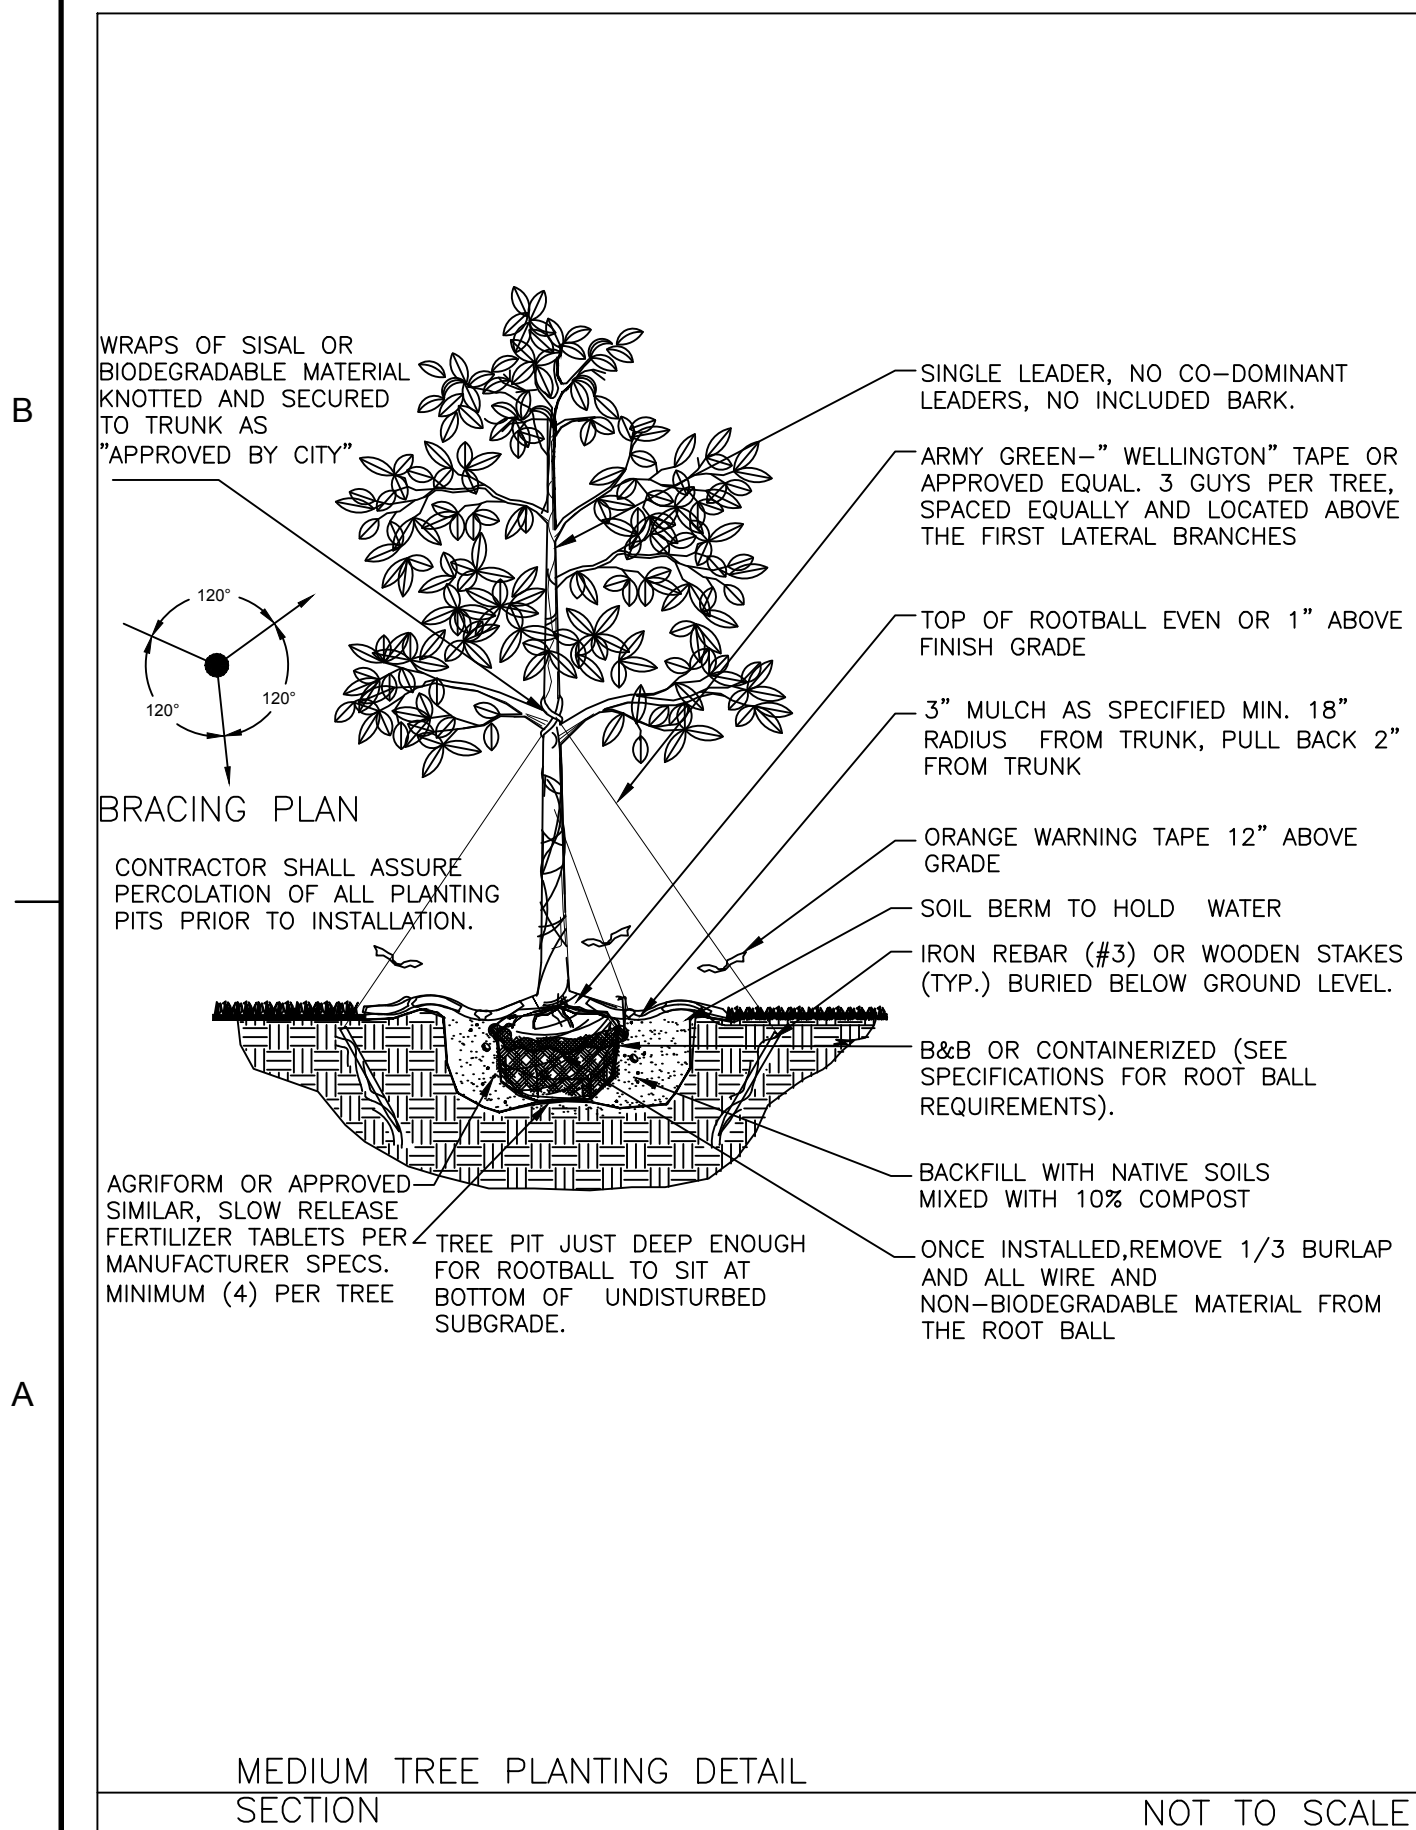 WRAPS OF SISAL OR
BIODEGRADABLE MATERIAL
KNOTTED AND SECURED
TO TRUNK AS
"APPROVED BY CITY"
B
120°
120°
120°
BRACING PLAN
CONTRACTOR SHALL ASSURE
PERCOLATION OF ALL PLANTING
PITS PRIOR TO INSTALLATION.
SINGLE LEADER, NO CO-DOMINANT
LEADERS, NO INCLUDED BARK.
ARMY GREEN-" WELLINGTON" TAPE OR
APPROVED EQUAL. 3 GUYS PER TREE,
SPACED EQUALLY AND LOCATED ABOVE
THE FIRST LATERAL BRANCHES
TOP OF ROOTBALL EVEN OR 1" ABOVE
FINISH GRADE
3" MULCH AS SPECIFIED MIN. 18"
RADIUS FROM TRUNK, PULL BACK 2"
FROM TRUNK
ORANGE WARNING TAPE 12" ABOVE
GRADE
SOIL BERM TO HOLD WATER
IRON REBAR (#3) OR WOODEN STAKES
(TYP.) BURIED BELOW GROUND LEVEL.
B&B OR CONTAINERIZED (SEE
SPECIFICATIONS FOR ROOT BALL
REQUIREMENTS).
BACKFILL WITH NATIVE SOILS
MIXED WITH 10% COMPOST
ONCE INSTALLED,REMOVE 1/3 BURLAP
AND ALL WIRE AND
NON-BIODEGRADABLE MATERIAL FROM
THE ROOT BALL
AGRIFORM OR APPROVED
SIMILAR, SLOW RELEASE
FERTILIZER TABLETS PER
MANUFACTURER SPECS.
MINIMUM (4) PER TREE
TREE PIT JUST DEEP ENOUGH
FOR ROOTBALL TO SIT AT
BOTTOM OF UNDISTURBED
SUBGRADE.
A
MEDIUM TREE PLANTING DETAIL
SECTION
NOT TO SCALE